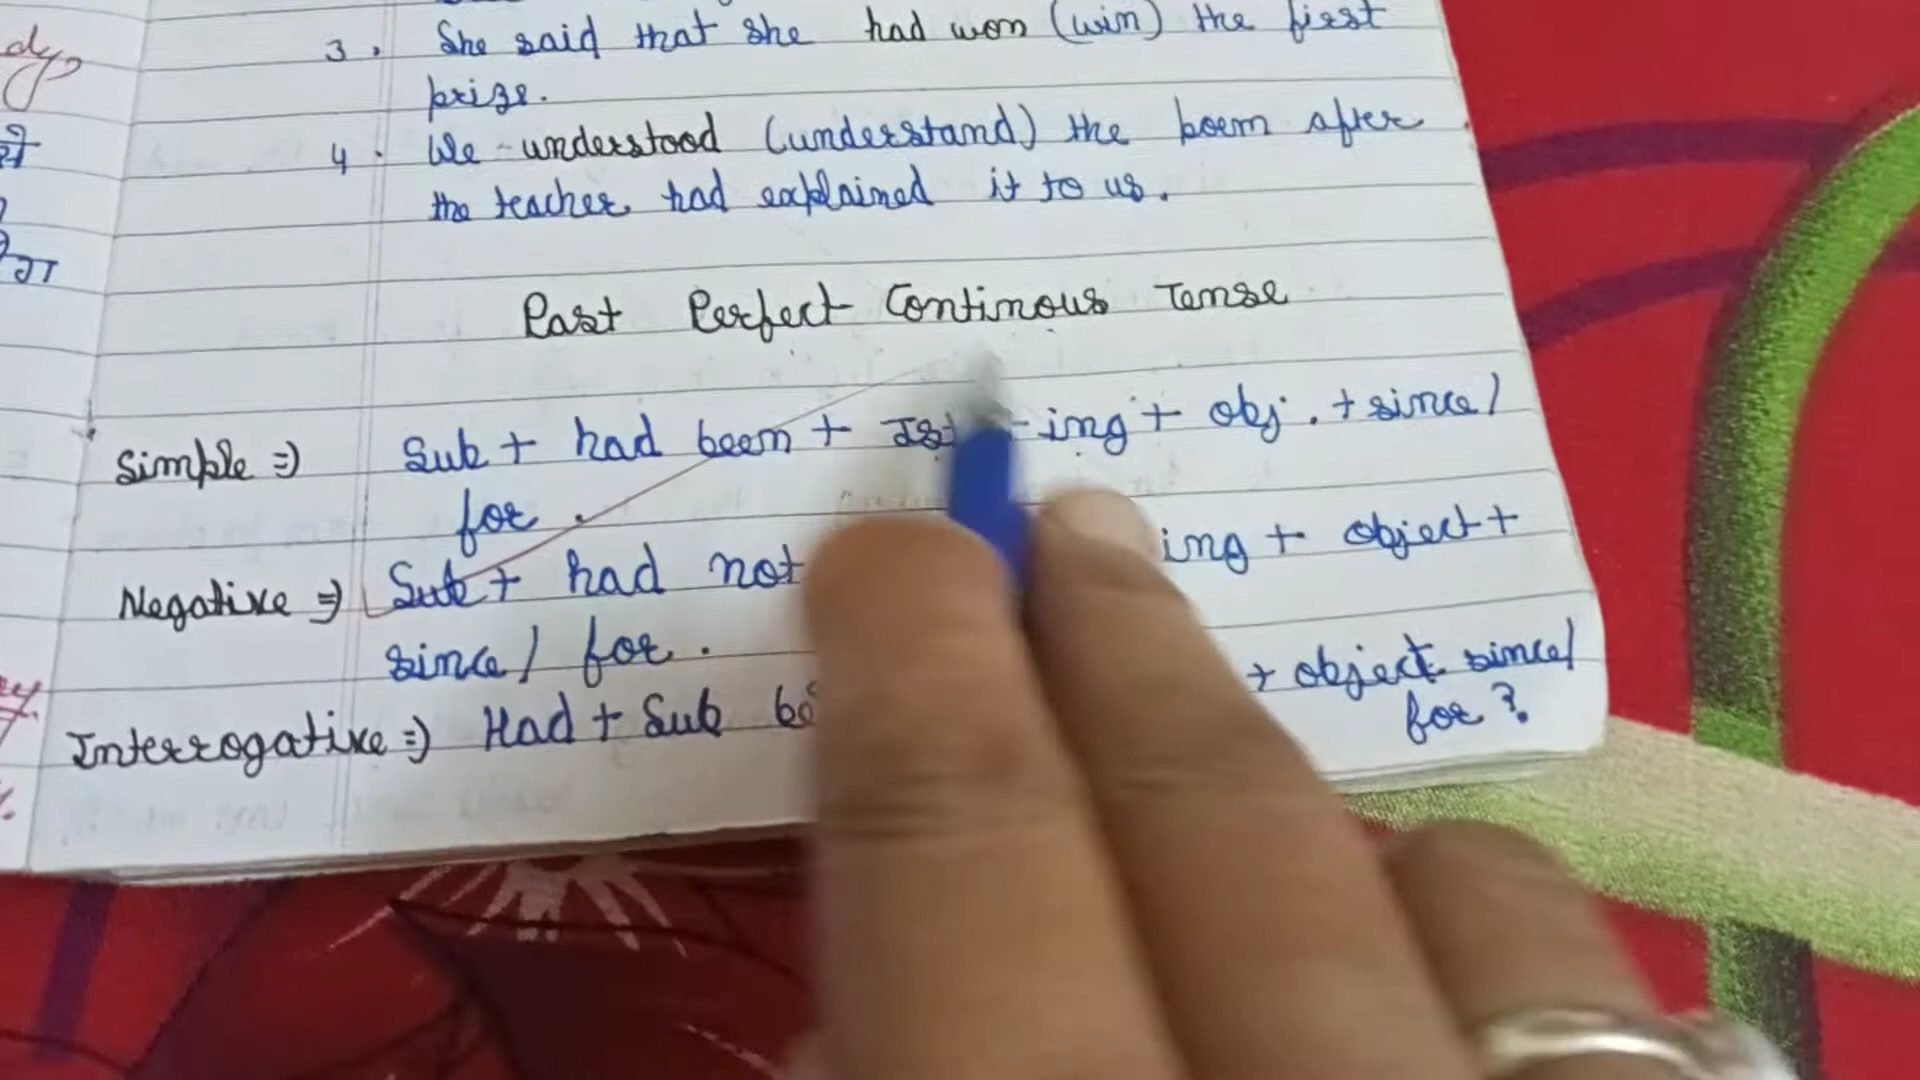 3. She said that she had won (win) the first
prize.
4. We understood (understand) the poem after
the teacher had explained it to us.
Past Perfect Continous Tense
Simple => Sub + had been + Ist - ing + obj. + since/
for.
Negative => Sub + had not ing + object +
since/ for.
Interrogative => Had + Sub + object since/
for ?